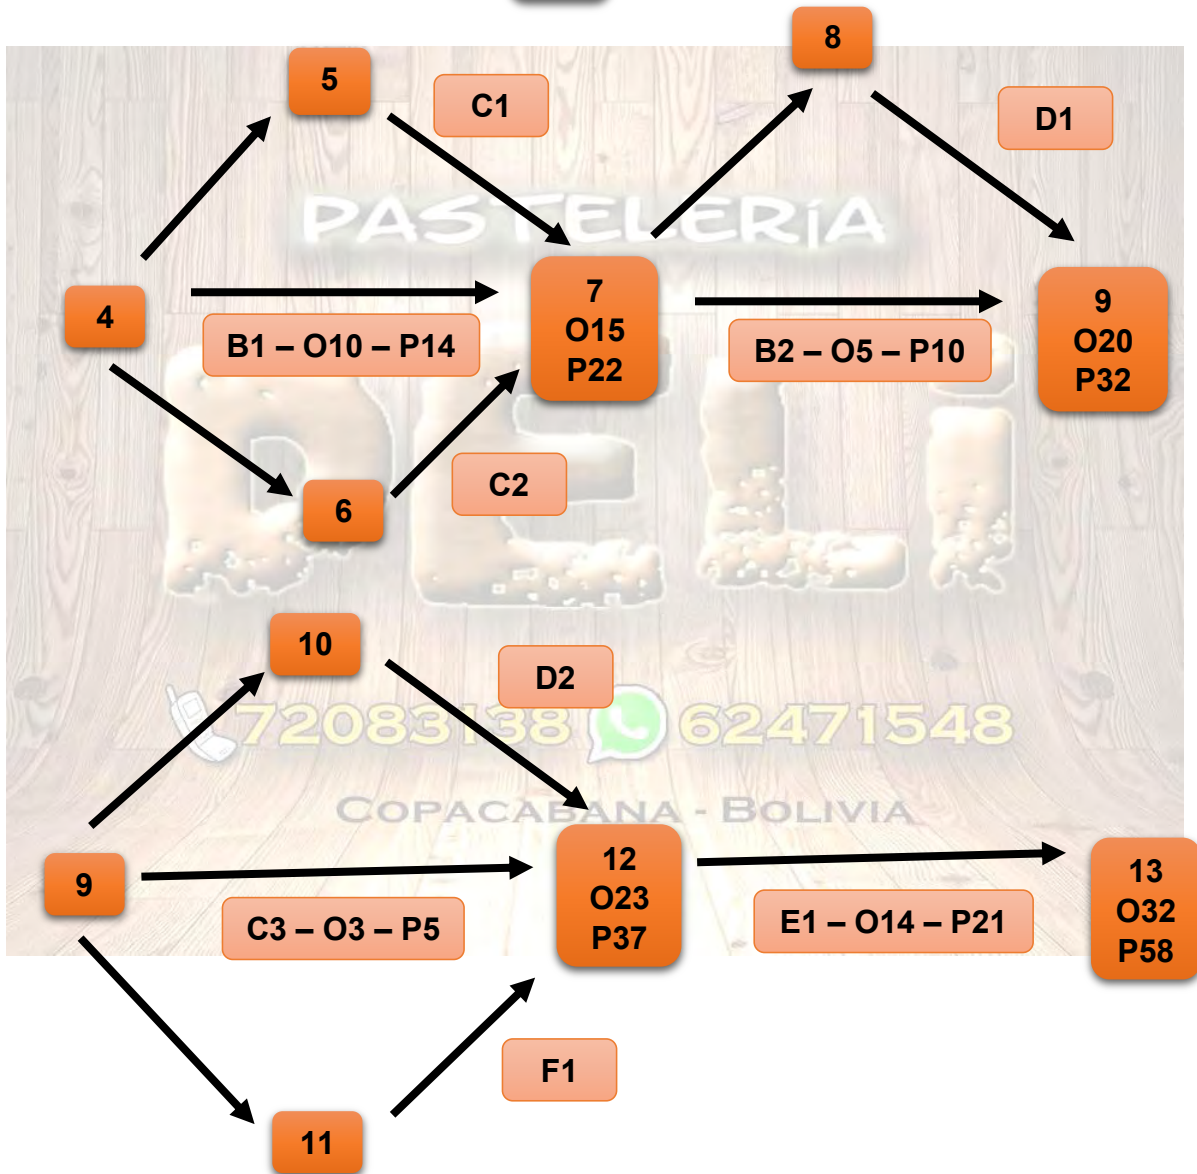 8
5
C1
D1
PASTELERÍA
4
B1 – O10 – P14
7
O15
P22
B2 – O5 – P10
9
O20
P32
DELi
C2
6
10
D2
72083138 62471548
COPACABANA - BOLIVIA
9
C3 – O3 – P5
12
O23
P37
E1 – O14 – P21
13
O32
P58
F1
11